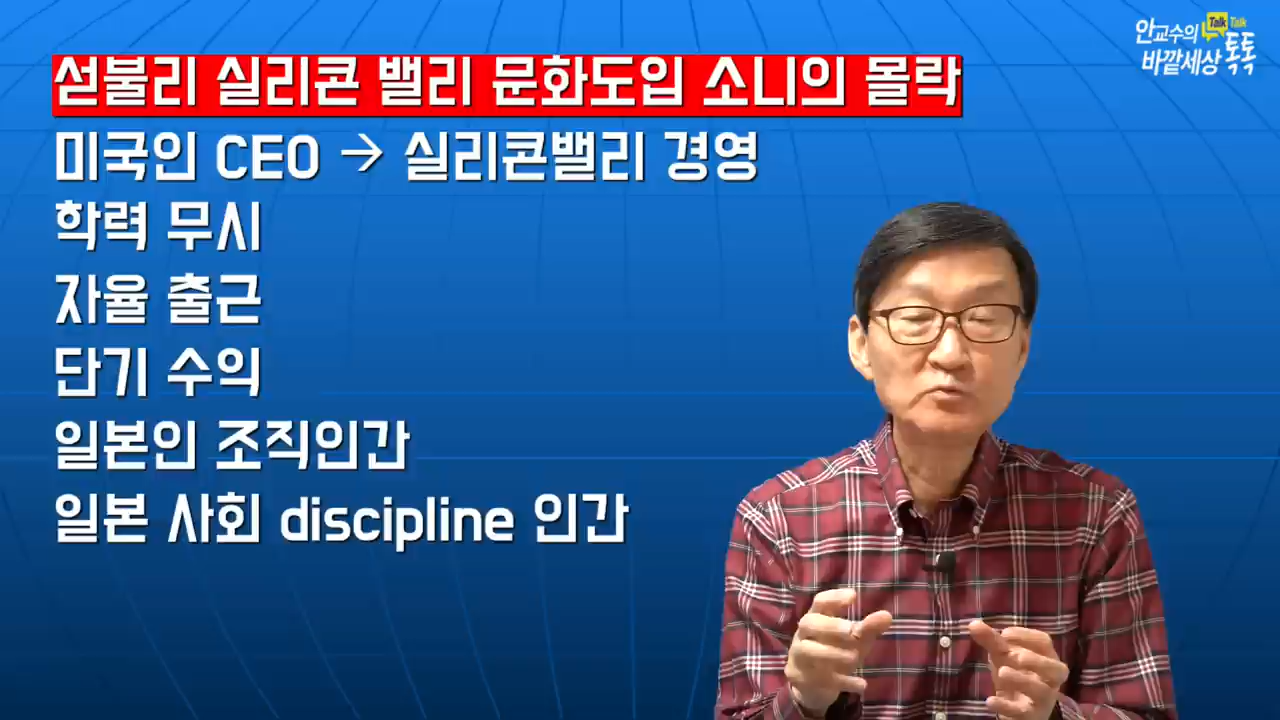 섣불리 실리콘 밸리 문화도입 소니의 몰락
미국인 CEO → 실리콘밸리 경영
학력 무시
자율 출근
단기 수익
일본인 조직인간
일본 사회 discipline 인간
안교수의 Talk Talk
바깥세상 톡톡